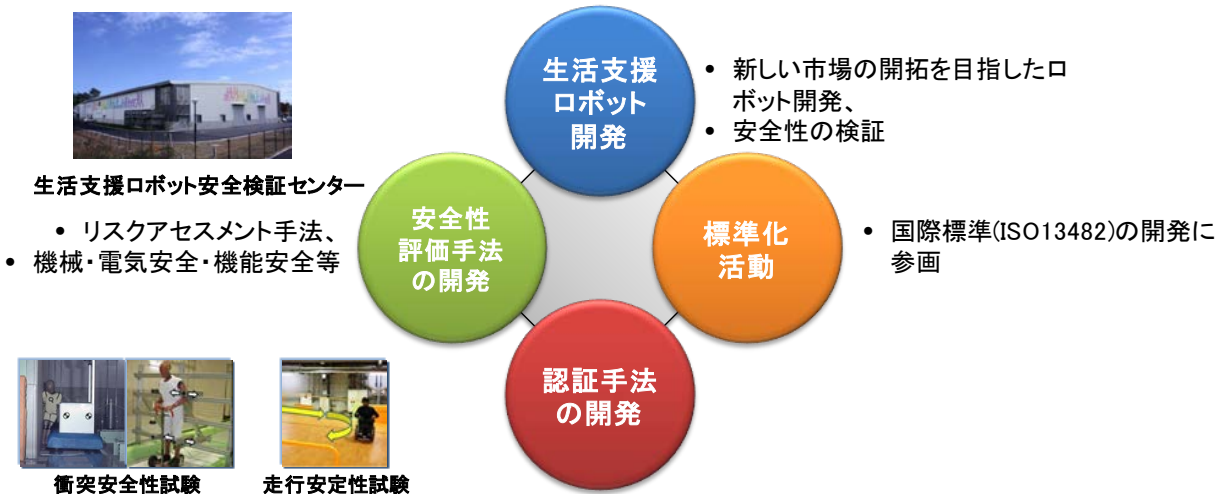 生活支援
ロボット
開発
• 新しい市場の開拓を目指したロ
ボット開発、
• 安全性の検証
生活支援ロボット安全検証センター
• リスクアセスメント手法、
• 機械・電気安全・機能安全等
安全性
評価手法
の開発
標準化
活動
• 国際標準(ISO13482)の開発に
参画
認証手法
の開発
衝突安全性試験
走行安定性試験